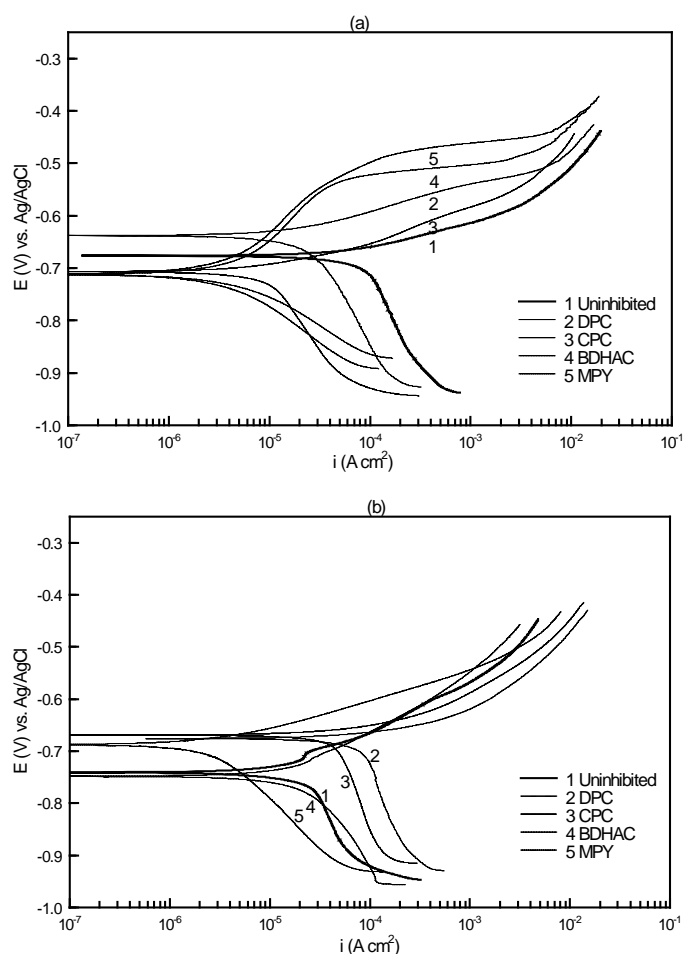 (a)
-0.3
-0.4
-0.5
-0.6
-0.7
-0.8
-0.9
-1.0
E (V) vs. Ag/AgCl
5
4
2
3
1
1 Uninhibited
2 DPC
3 CPC
4 BDHAC
5 MPY
10-7 10-6 10-5 10-4 10-3 10-2 10-1
i (A cm2)
(b)
-0.3
-0.4
-0.5
-0.6
-0.7
-0.8
-0.9
-1.0
E (V) vs. Ag/AgCl
2
3
1
4
5
1 Uninhibited
2 DPC
3 CPC
4 BDHAC
5 MPY
10-7 10-6 10-5 10-4 10-3 10-2 10-1
i (A cm2)